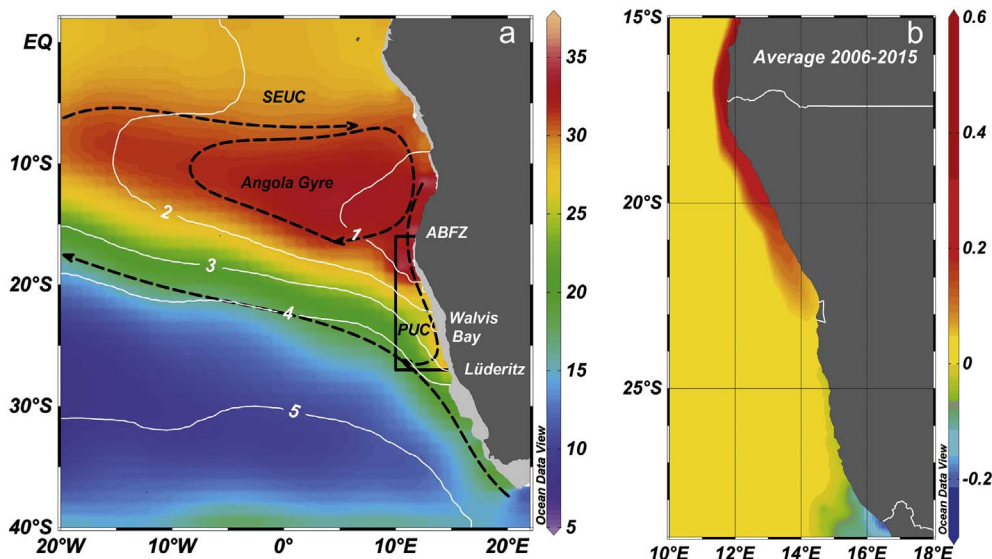 a
EQ
10°S
20°S
30°S
40°S
20°W
10°W
0°
10°E
20°E
SEUC
Angola Gyre
ABFZ
PUC
Walvis
Bay
Lüderitz
1
2
3
4
5
35
30
25
20
15
10
5
Ocean Data View
b
Average 2006-2015
15°S
20°S
25°S
10°E
12°E
14°E
16°E
18°E
0.6
0.4
0.2
0
-0.2
Ocean Data View